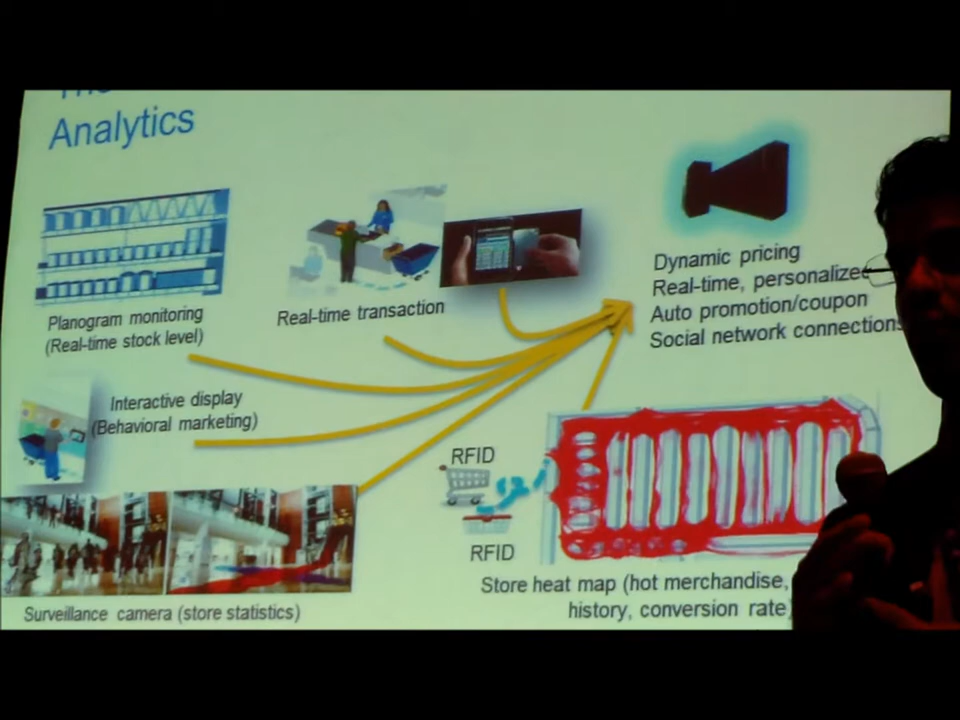 Analytics
Planogram monitoring
(Real-time stock level)
Real-time transaction
Dynamic pricing
Real-time, personalize
Auto promotion/coupon
Social network connections
Interactive display
(Behavioral marketing)
RFID
RFID
Surveillance camera (store statistics)
Store heat map (hot merchandise,
history, conversion rate)